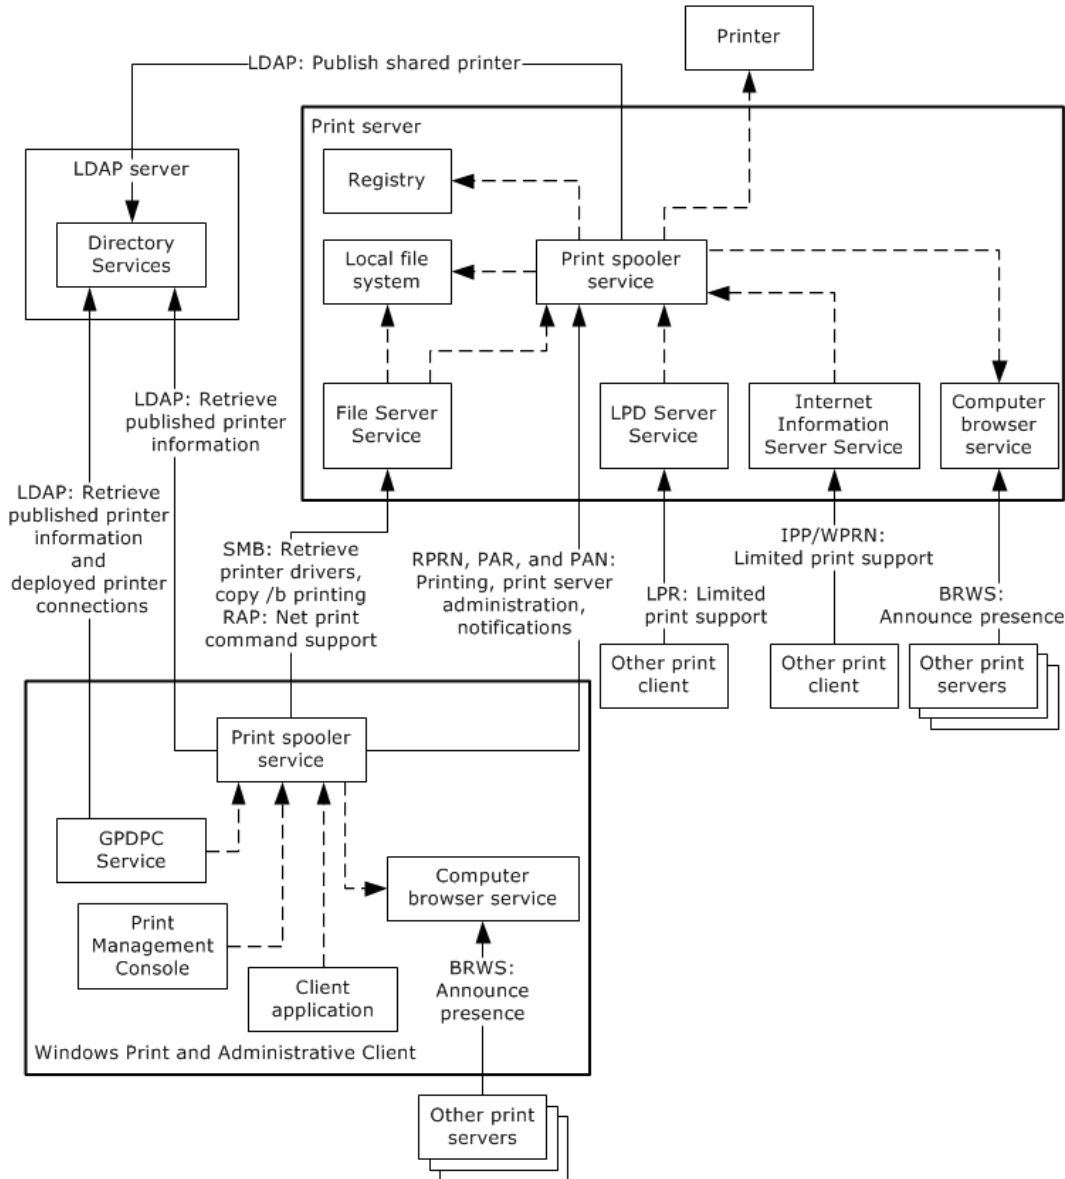 Printer
LDAP: Publish shared printer
Print server
LDAP server
Registry
Directory
Services
Local file
system
Print spooler
service
LDAP: Retrieve
published printer
information
File Server
Service
LPD Server
Service
Internet
Information
Server Service
Computer
browser
service
LDAP: Retrieve
published printer
information
and
deployed printer
connections
SMB: Retrieve
printer drivers,
copy /b printing
RAP: Net print
command support
RPRN, PAR, and PAN:
Printing, print server
administration,
notifications
LPR: Limited
print support
IPP/WPRN:
Limited print support
BRWS:
Announce presence
Other print
client
Other print
client
Other print
servers
Print spooler
service
GPDPC
Service
Computer
browser service
Print
Management
Console
Client
application
BRWS:
Announce
presence
Windows Print and Administrative Client
Other print
servers